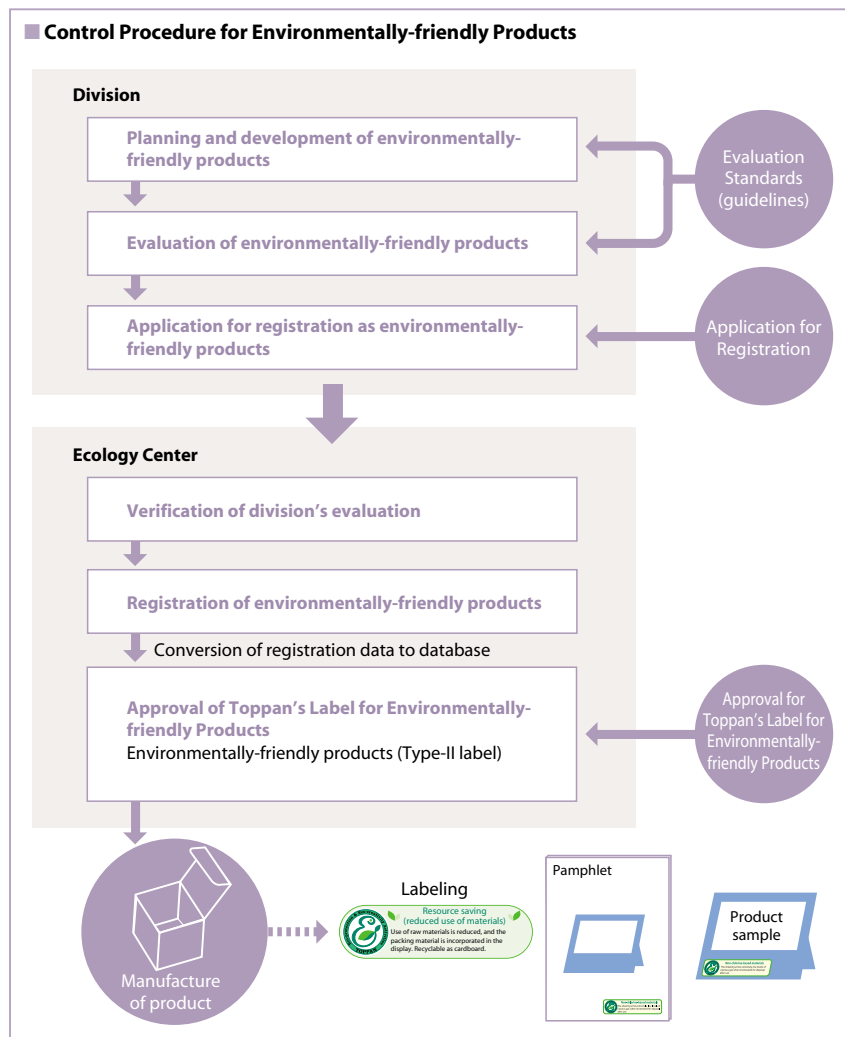 Control Procedure for Environmentally-friendly Products
Division
Planning and development of environmentally-
friendly products
Evaluation of environmentally-friendly products
Application for registration as environmentally-
friendly products
Evaluation
Standards
(guidelines)
Application for
Registration
Ecology Center
Verification of division's evaluation
Registration of environmentally-friendly products
Conversion of registration data to database
Approval of Toppan's Label for Environmentally-
friendly Products
Environmentally-friendly products (Type-II label)
Approval for
Toppan's Label for
Environmentally-
friendly Products
Manufacture
of product
Labeling
Resource saving
(reduced use of materials)
Use of raw materials is reduced, and the
packing material is incorporated in the
display. Recyclable as cardboard.
TOPPAN
Pamphlet
Product
sample